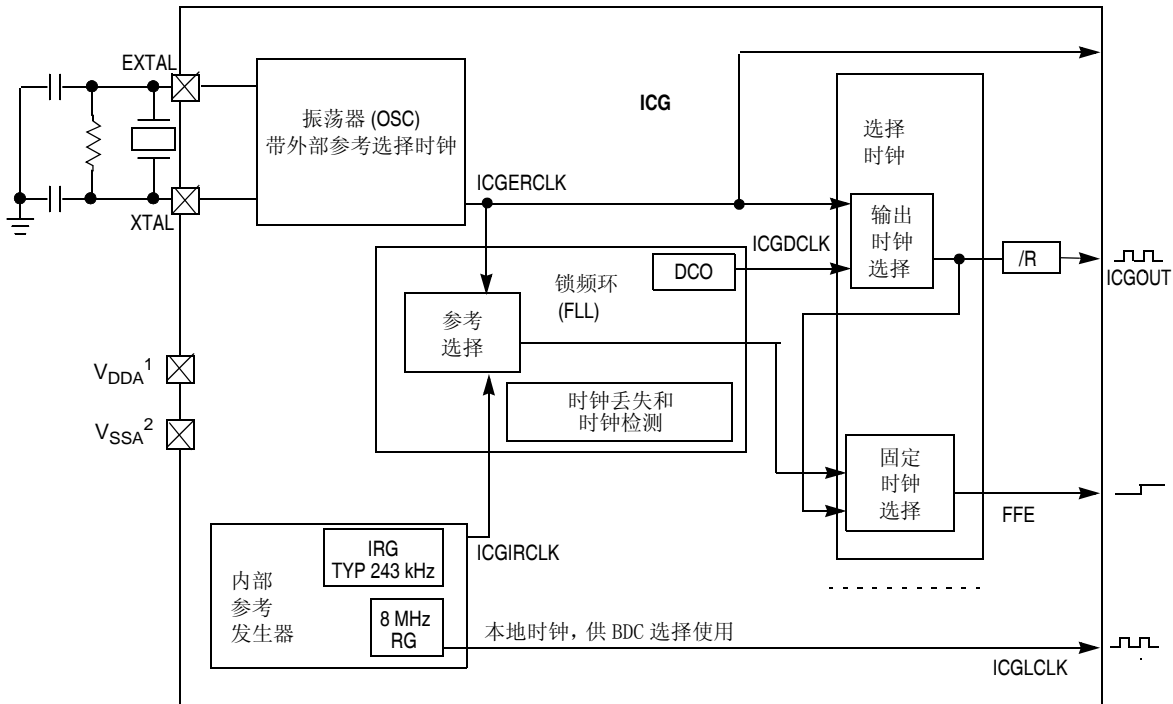 EXTAL
振荡器 (OSC)
带外部参考选择时钟
ICG
选择
时钟
ICGERCLK
XTAL
输出
时钟
选择
ICGDCLK
DCO
/R
ICGOUT
锁频环
(FLL)
参考
选择
VDDA1
时钟丢失和
时钟检测
VSSA2
固定
时钟
选择
FFE
IRG
TYP 243 kHz
ICGIRCLK
内部
参考
发生器
8 MHz
RG
本地时钟, 供 BDC 选择使用
ICGLCLK